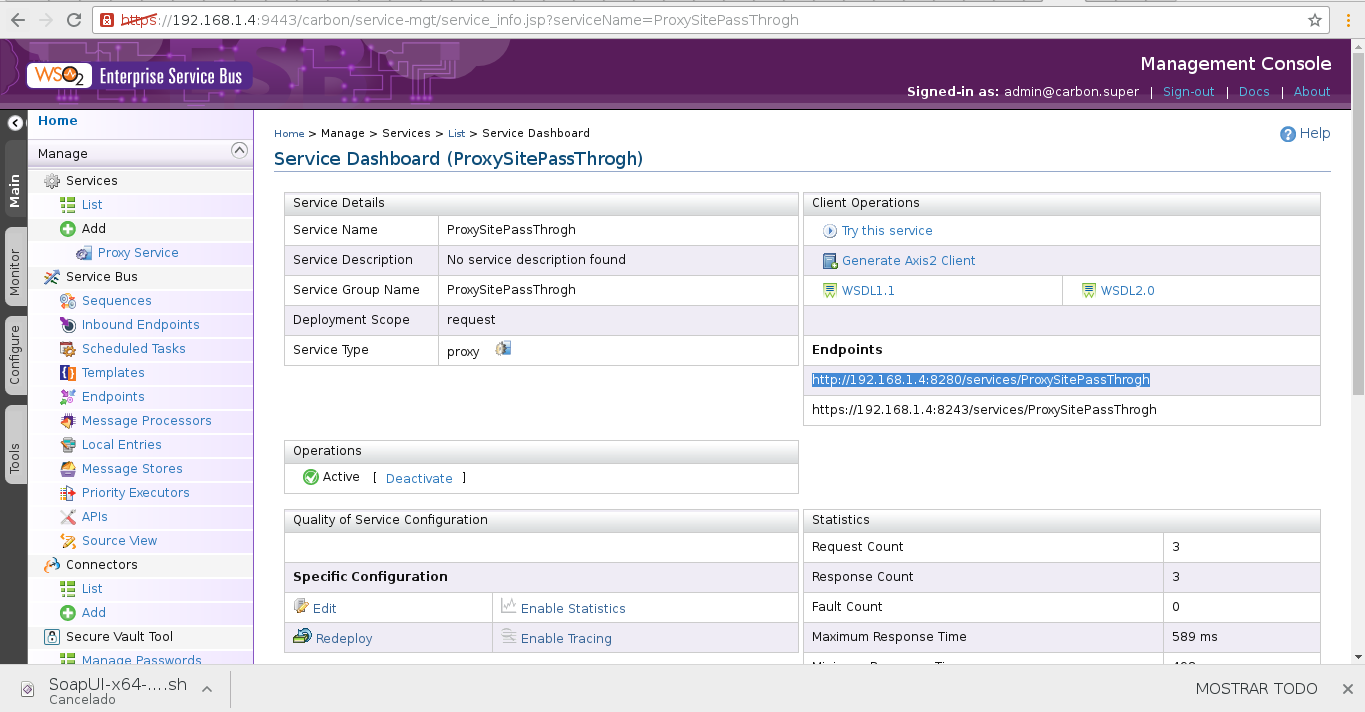 https://192.168.1.4:9443/carbon/service-mgt/service_info.jsp?serviceName=ProxySitePassThrogh
WSO2 Enterprise Service Bus
Management Console
Signed-in as: admin@carbon.super | Sign-out | Docs | About
Main
Monitor
Configure
Tools
Home
Manage
Services
List
Add
Proxy Service
Service Bus
Sequences
Inbound Endpoints
Scheduled Tasks
Templates
Endpoints
Message Processors
Local Entries
Message Stores
Priority Executors
APIs
Source View
Connectors
List
Add
Secure Vault Tool
Manage Passwords
Home > Manage > Services > List > Service Dashboard
Help
Service Dashboard (ProxySitePassThrogh)
Service Details
Service Name ProxySitePassThrogh
Service Description No service description found
Service Group Name ProxySitePassThrogh
Deployment Scope request
Service Type proxy
Client Operations
Try this service
Generate Axis2 Client
WSDL1.1 WSDL2.0
Endpoints
http://192.168.1.4:8280/services/ProxySitePassThrogh
https://192.168.1.4:8243/services/ProxySitePassThrogh
Operations
Active [ Deactivate ]
Quality of Service Configuration
Specific Configuration
Edit Enable Statistics
Redeploy Enable Tracing
Statistics
Request Count 3
Response Count 3
Fault Count 0
Maximum Response Time 589 ms
SoapUI-x64-....sh
Cancelado
MOSTRAR TODO